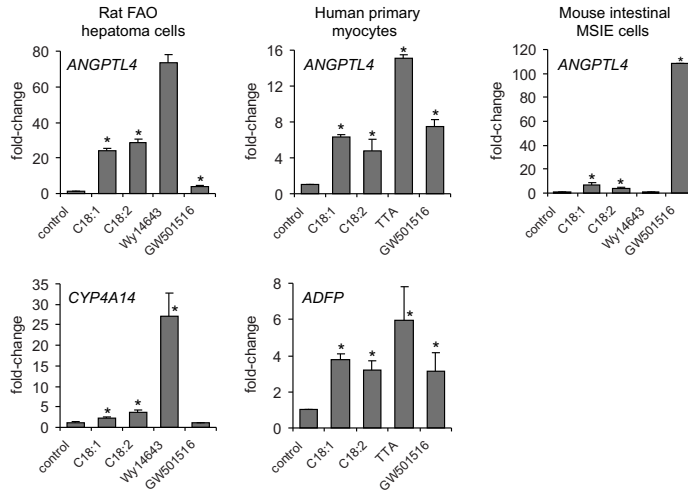 Rat FAO
hepatoma cells
Human primary
myocytes
Mouse intestinal
MSIE cells
ANGPTL4
fold-change
80
60
40
20
0
*
*
*
control
C18:1
C18:2
Wy14643
GW501516
ANGPTL4
fold-change
16
12
8
4
0
*
*
*
*
control
C18:1
C18:2
TTA
GW501516
ANGPTL4
fold-change
120
100
80
60
40
20
0
*
*
*
control
C18:1
C18:2
Wy14643
GW501516
CYP4A14
fold-change
35
30
25
20
15
10
5
0
*
*
*
control
C18:1
C18:2
Wy14643
GW501516
ADFP
fold-change
8
6
4
2
0
*
*
*
*
control
C18:1
C18:2
TTA
GW501516